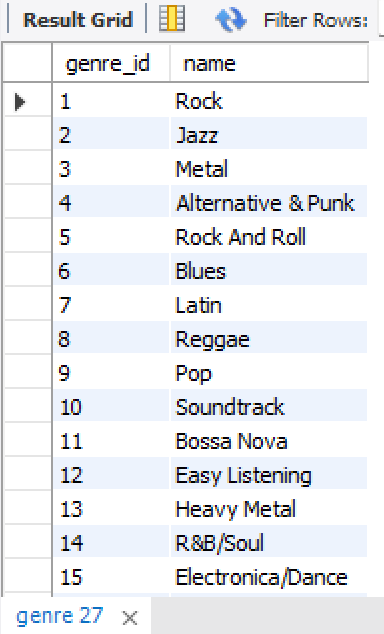 Result Grid Filter Rows:
genre_id name
1 Rock
2 Jazz
3 Metal
4 Alternative & Punk
5 Rock And Roll
6 Blues
7 Latin
8 Reggae
9 Pop
10 Soundtrack
11 Bossa Nova
12 Easy Listening
13 Heavy Metal
14 R&B/Soul
15 Electronica/Dance
genre 27